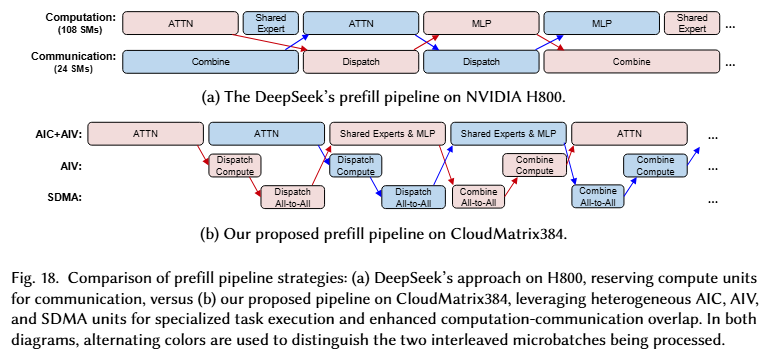 Computation:
(108 SMs)
ATTN
Shared
Expert
ATTN
MLP
MLP
Shared
Expert
...
Communication:
(24 SMs)
Combine
Dispatch
Dispatch
Combine
...
(a) The DeepSeek's prefill pipeline on NVIDIA H800.
AIC+AIV:
ATTN
ATTN
Shared Experts & MLP
Shared Experts & MLP
ATTN
...
AIV:
Dispatch
Compute
Dispatch
Compute
Combine
Compute
Combine
Compute
...
SDMA:
Dispatch
All-to-All
Dispatch
All-to-All
Combine
All-to-All
Combine
All-to-All
...
(b) Our proposed prefill pipeline on CloudMatrix384.
Fig. 18. Comparison of prefill pipeline strategies: (a) DeepSeek's approach on H800, reserving compute units
for communication, versus (b) our proposed pipeline on CloudMatrix384, leveraging heterogeneous AIC, AIV,
and SDMA units for specialized task execution and enhanced computation-communication overlap. In both
diagrams, alternating colors are used to distinguish the two interleaved microbatches being processed.